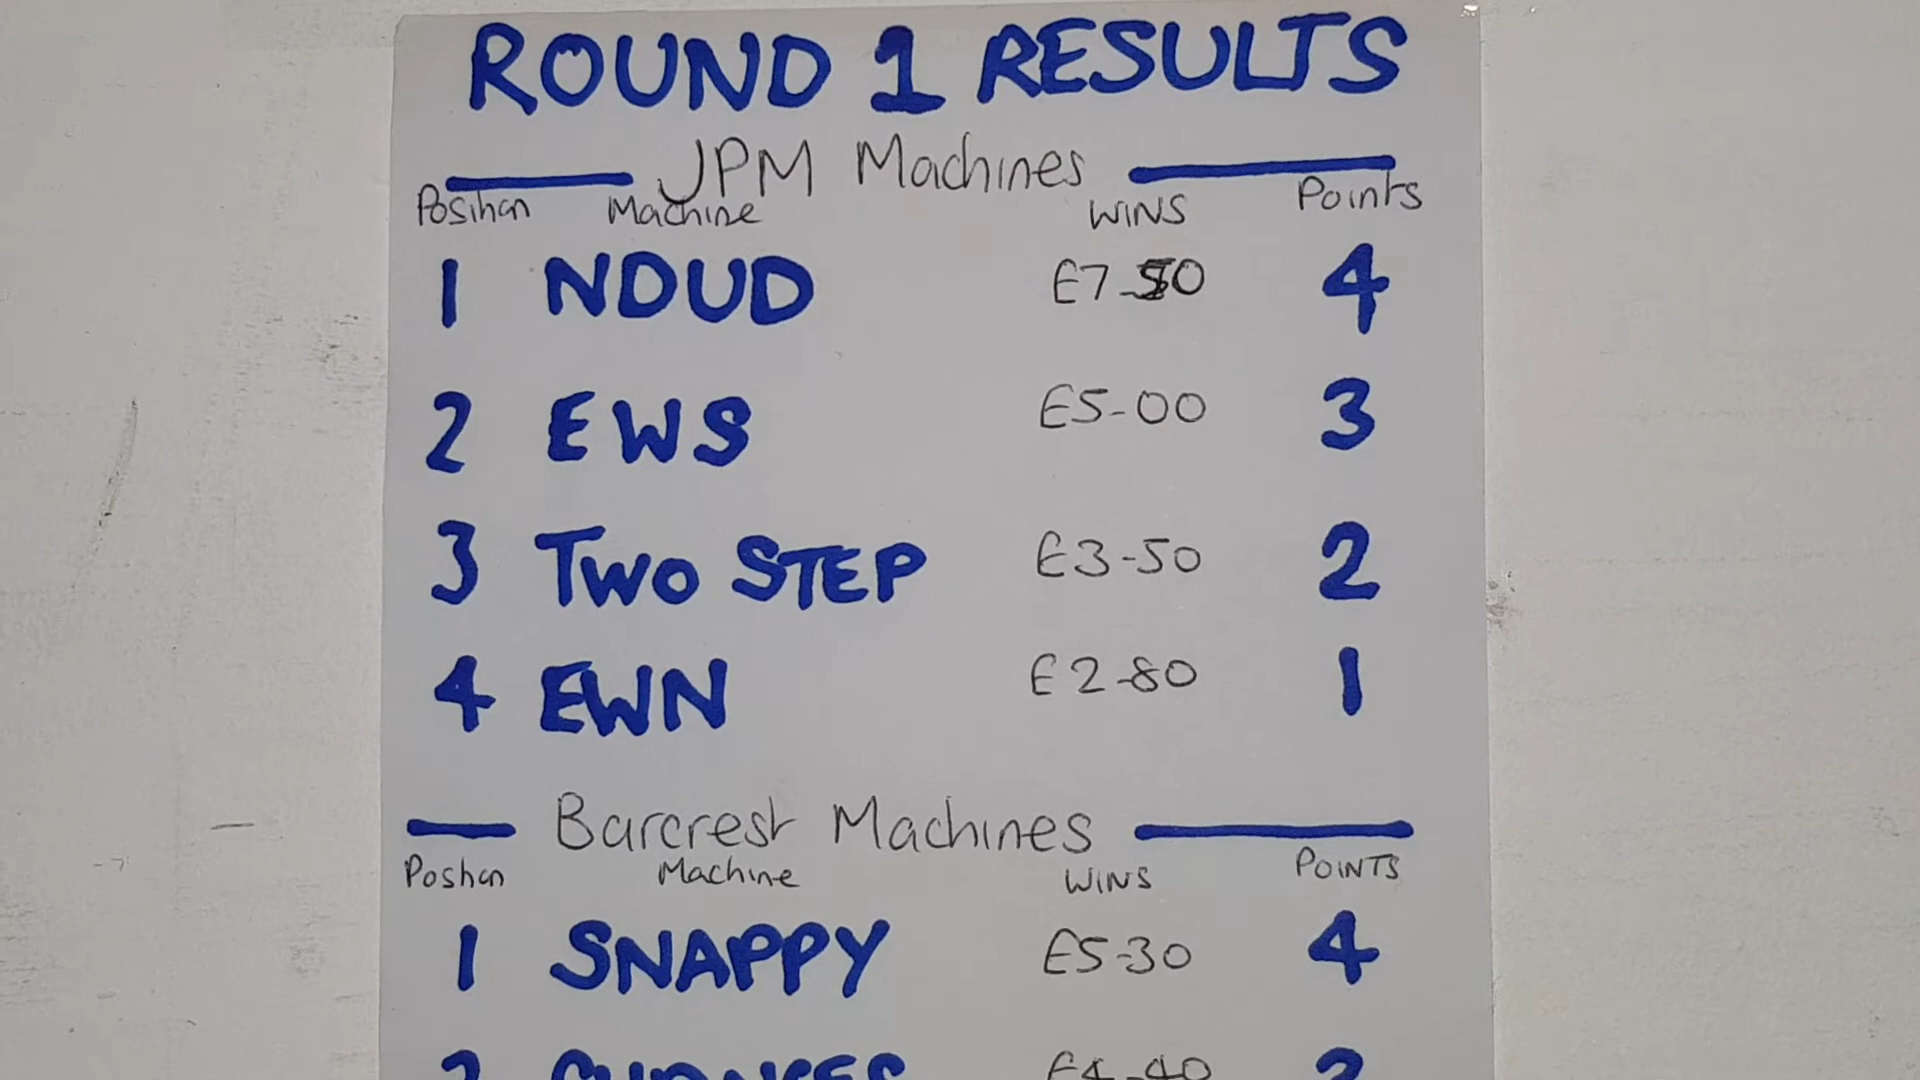 ROUND 1 RESULTS
JPM Machines
Position Machine WINS Points
1 NDUD £7-50 4
2 EWS £5-00 3
3 TWO STEP £3-50 2
4 EWN £2-80 1
Barcrest Machines
Position Machine WINS POINTS
1 SNAPPY £5-30 4
£4-40